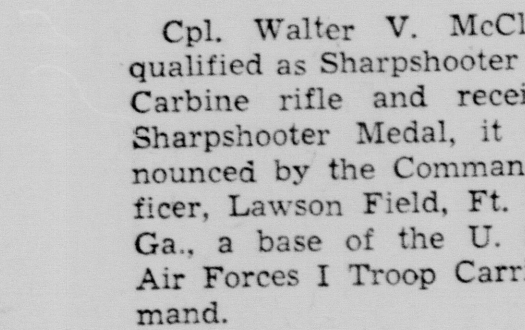 Cpl. Walter V. McCl
qualified as Sharpshooter
Carbine rifle and recei
Sharpshooter Medal, it
nounced by the Comman
ficer, Lawson Field, Ft.
Ga., a base of the U.
Air Forces I Troop Carr
mand.